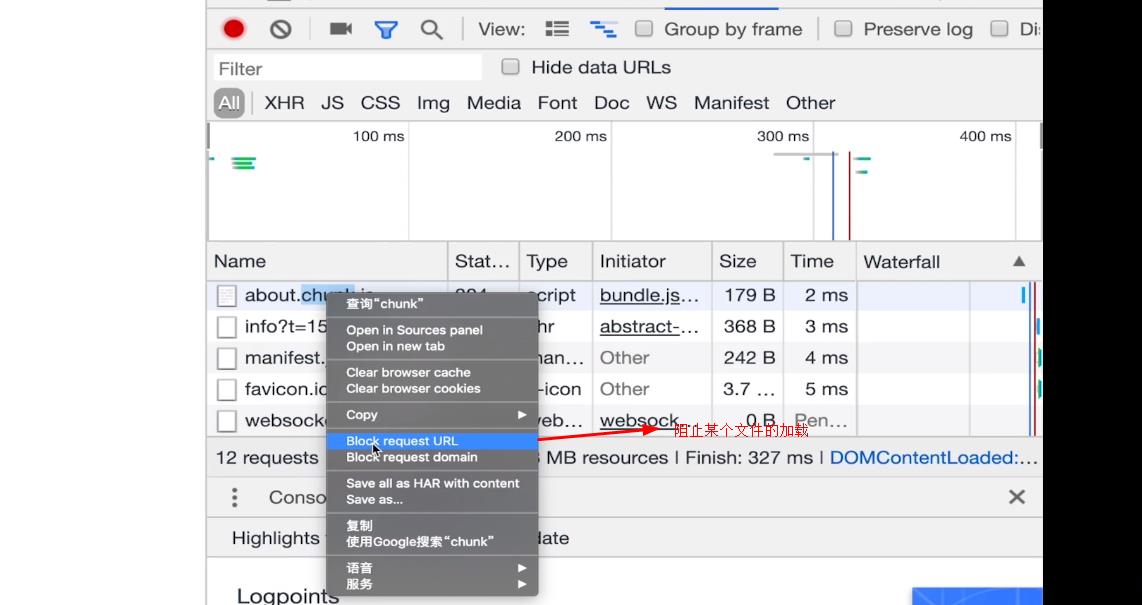 View: Group by frame Preserve log Di
Filter Hide data URLs
All XHR JS CSS Img Media Font Doc WS Manifest Other
100 ms 200 ms 300 ms 400 ms
Name Stat… Type Initiator Size Time Waterfall
about.chunk.js 304 script bundle.js… 179 B 2 ms
info?t=15 hr abstract-… 368 B 3 ms
manifest. nan… Other 242 B 4 ms
favicon.ic -icon Other 3.7 … 5 ms
websocke veb… websock 0 B Pen…
阻止某个文件的加载
12 requests MB resources | Finish: 327 ms | DOMContentLoaded:…
Conso
Highlights date
Logpoints
查询“chunk”
Open in Sources panel
Open in new tab
Clear browser cache
Clear browser cookies
Copy
Block request URL
Block request domain
Save all as HAR with content
Save as...
复制
使用Google搜索“chunk”
语音
服务